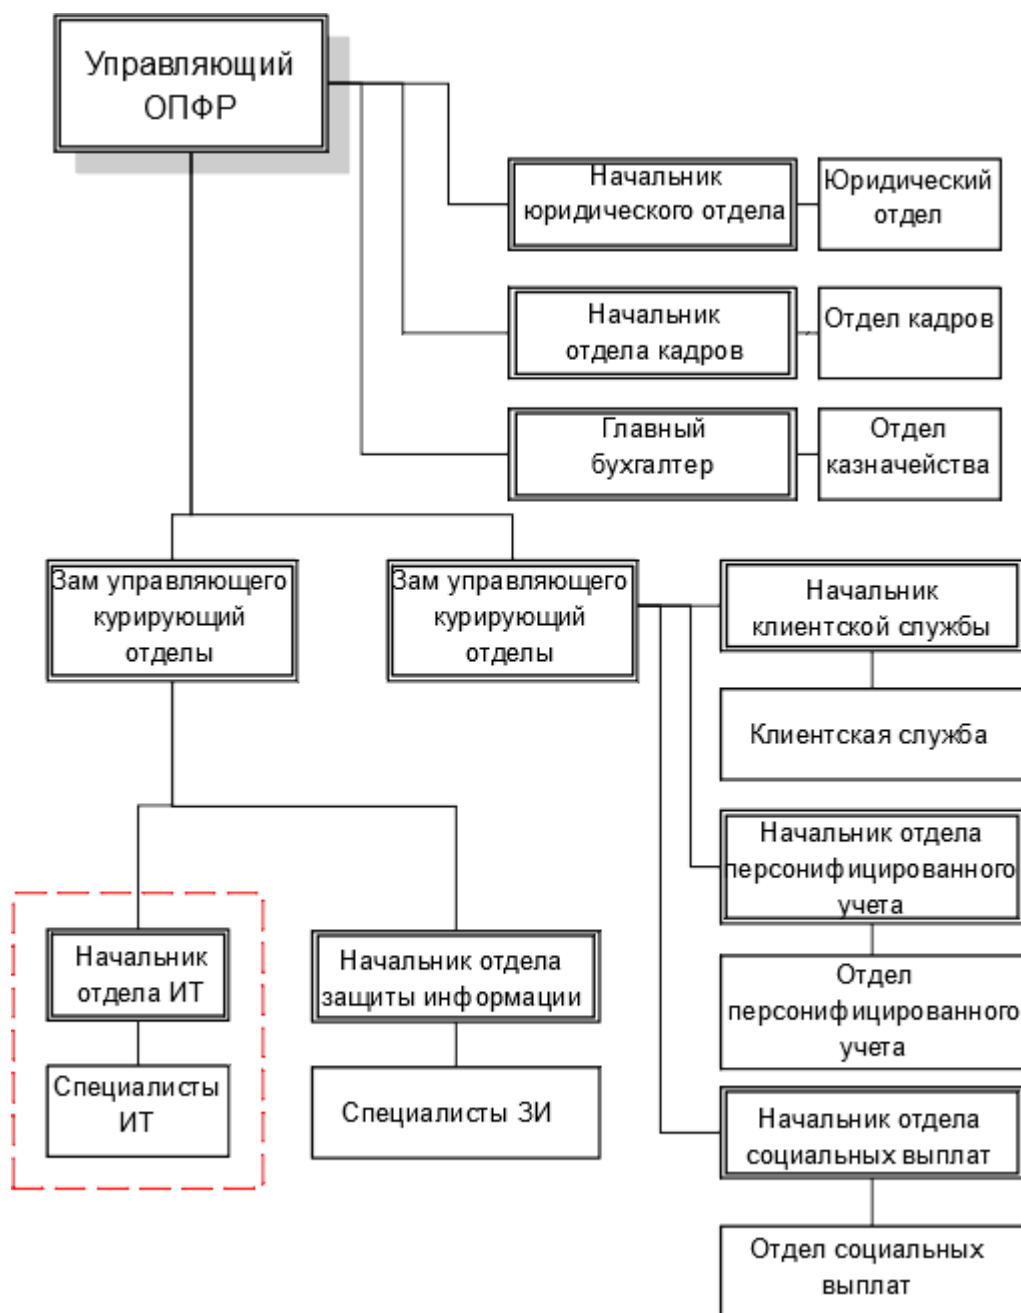 Управляющий
ОПФР
Начальник
юридического отдела
Юридический
отдел
Начальник
отдела кадров
Отдел кадров
Главный
бухгалтер
Отдел
казначейства
Зам управляющего
курирующий
отделы
Зам управляющего
курирующий
отделы
Начальник
клиентской службы
Клиентская служба
Начальник отдела
персонифицированного
учета
Отдел
персонифицированного
учета
Начальник
отдела ИТ
Специалисты
ИТ
Начальник отдела
защиты информации
Специалисты ЗИ
Начальник отдела
социальных выплат
Отдел социальных
выплат